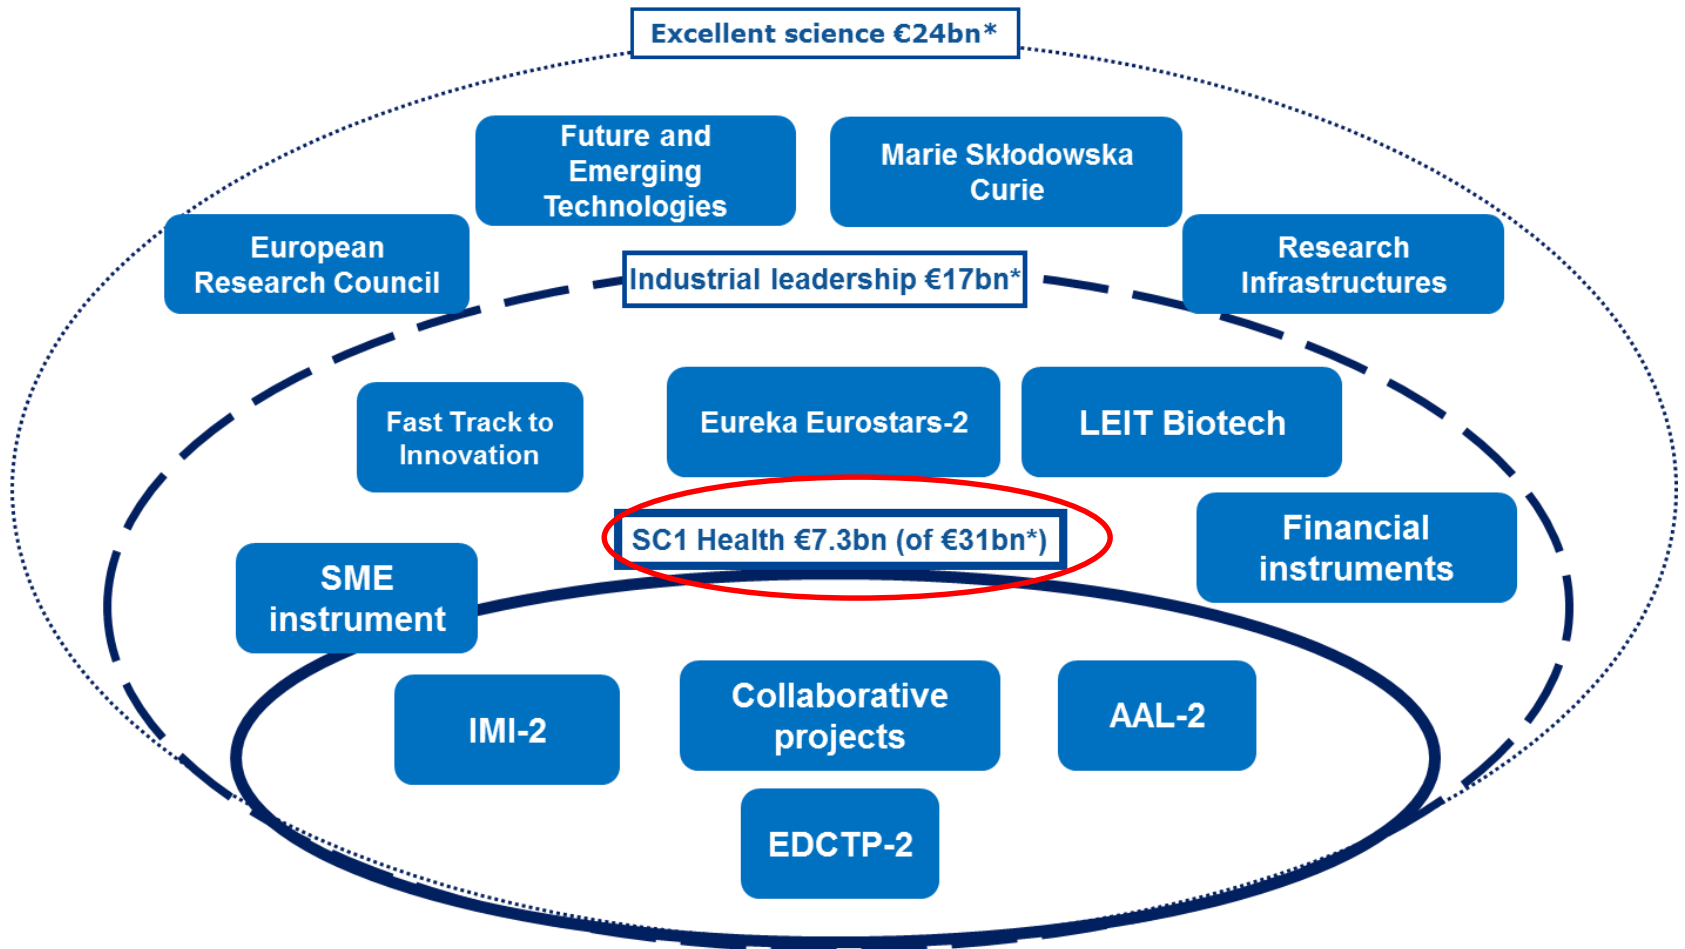 Excellent science €24bn*
Future and
Emerging
Technologies
Marie Skłodowska
Curie
European
Research Council
Research
Infrastructures
Industrial leadership €17bn*
Fast Track to
Innovation
Eureka Eurostars-2
LEIT Biotech
SC1 Health €7.3bn (of €31bn*)
Financial
instruments
SME
instrument
IMI-2
Collaborative
projects
AAL-2
EDCTP-2